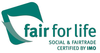 fair for life
SOCIAL & FAIRTRADE
CERTIFIED BY IMO